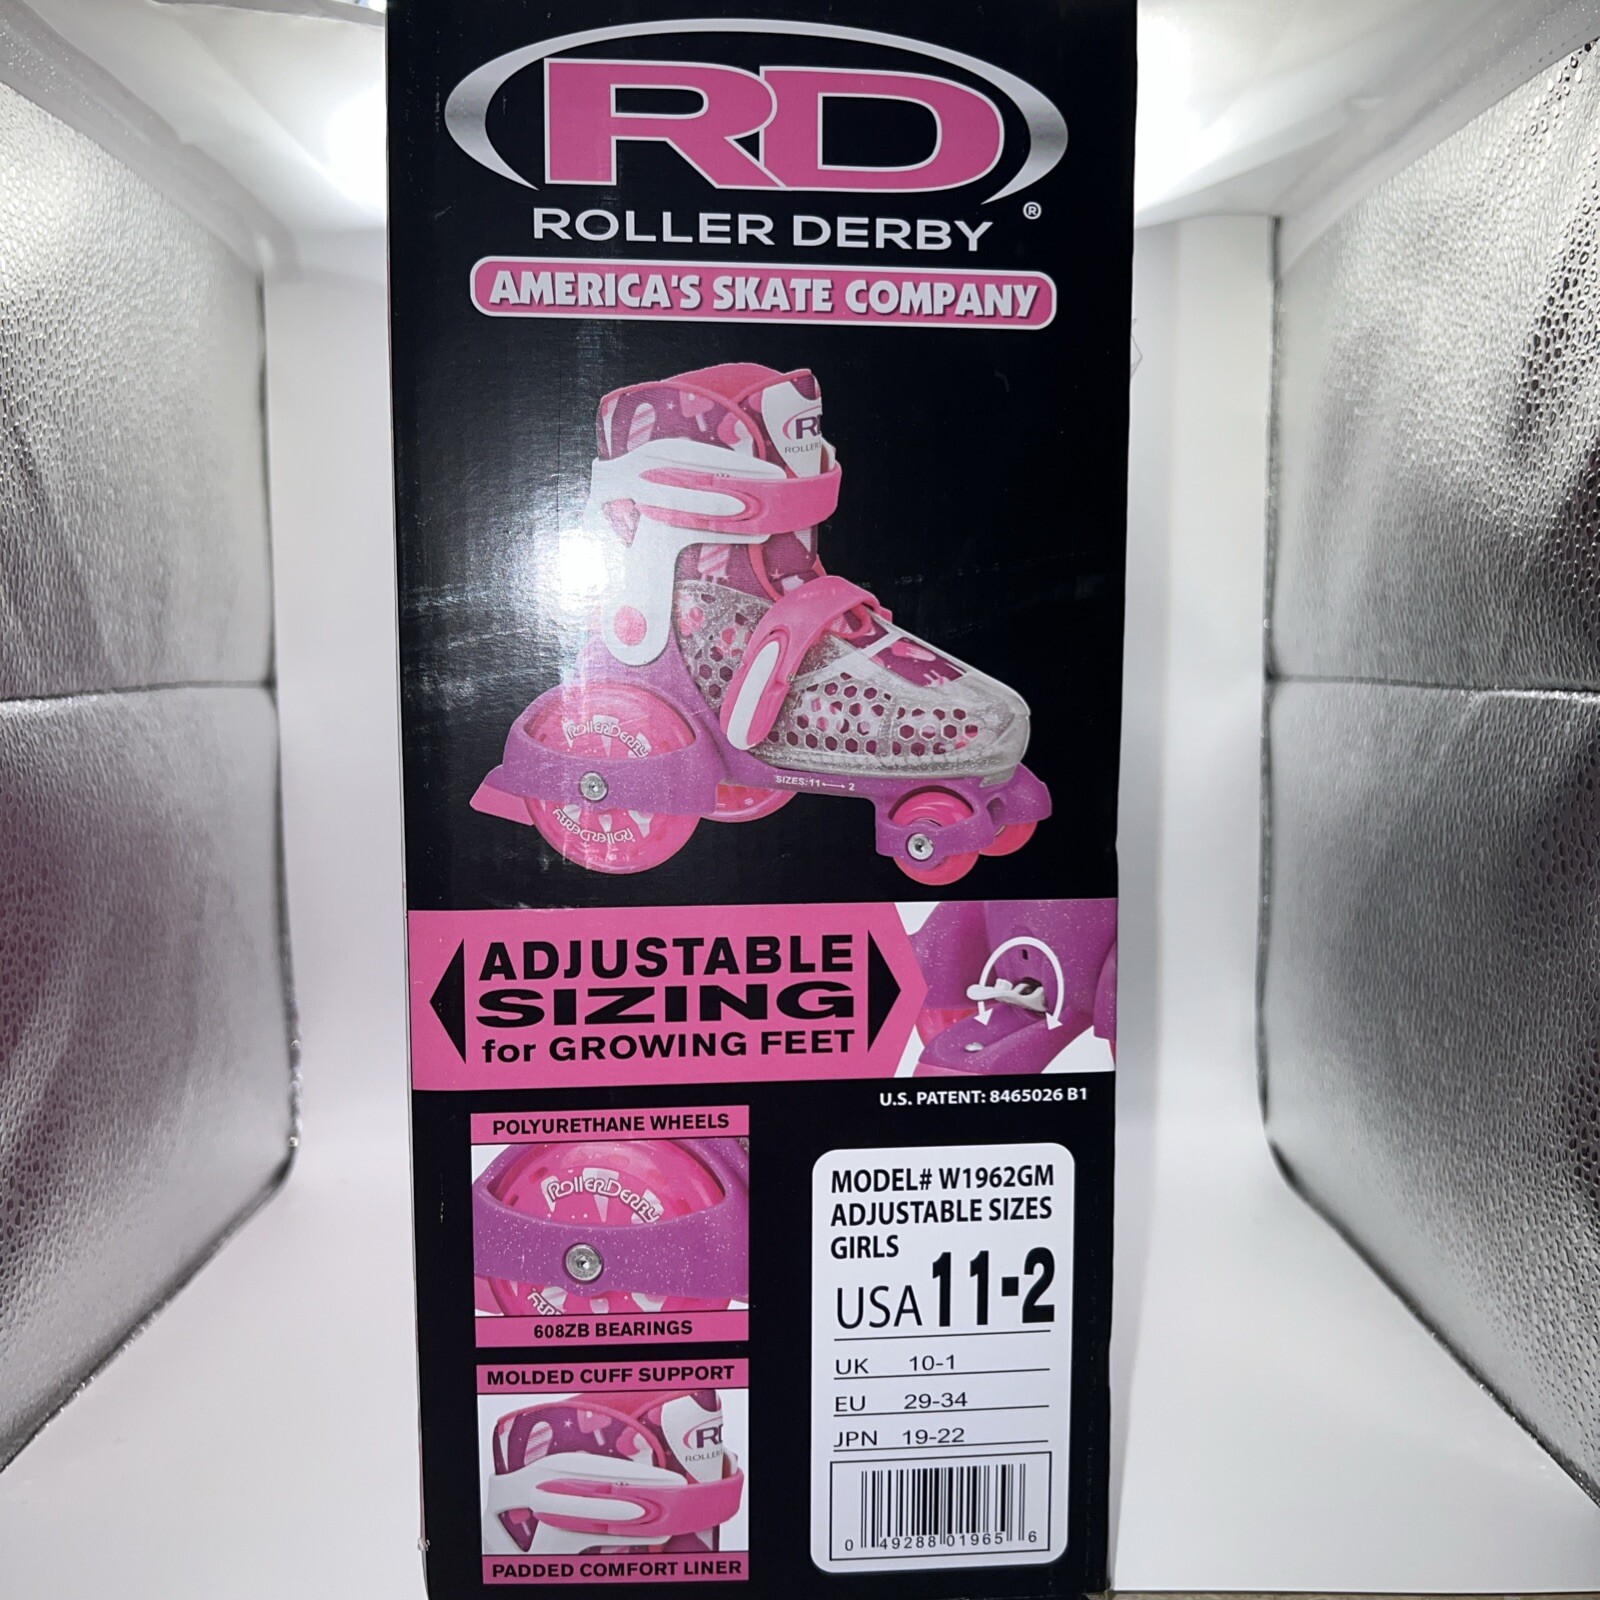 RD
ROLLER DERBY ®
AMERICA'S SKATE COMPANY
ROLLER
RollerDerby
RollerDerby
SIZES: 11 2
ADJUSTABLE
SIZING
for GROWING FEET
U.S. PATENT: 8465026 B1
POLYURETHANE WHEELS
RollerDerby
608ZB BEARINGS
MOLDED CUFF SUPPORT
ROLLER
PADDED COMFORT LINER
MODEL# W1962GM
ADJUSTABLE SIZES
GIRLS
USA 11-2
UK 10-1
EU 29-34
JPN 19-22
0 49288 01965 6